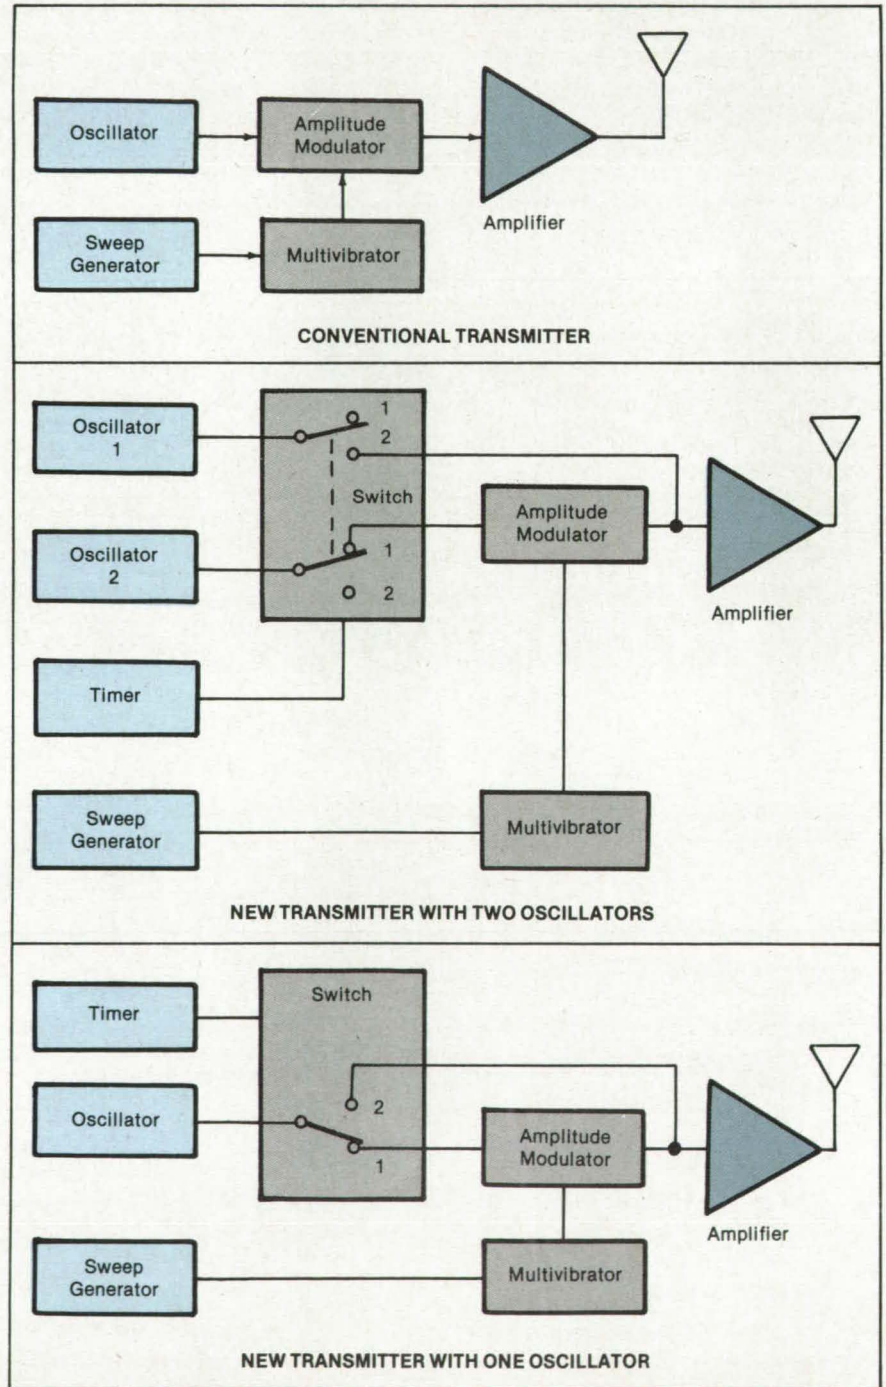 Oscillator
Amplitude
Modulator
Amplifier
Sweep
Generator
Multivibrator
CONVENTIONAL TRANSMITTER
Oscillator
1
1
2
Switch
Amplitude
Modulator
Oscillator
2
1
2
Amplifier
Timer
Sweep
Generator
Multivibrator
NEW TRANSMITTER WITH TWO OSCILLATORS
Timer
Switch
Oscillator
2
1
Amplitude
Modulator
Amplifier
Sweep
Generator
Multivibrator
NEW TRANSMITTER WITH ONE OSCILLATOR